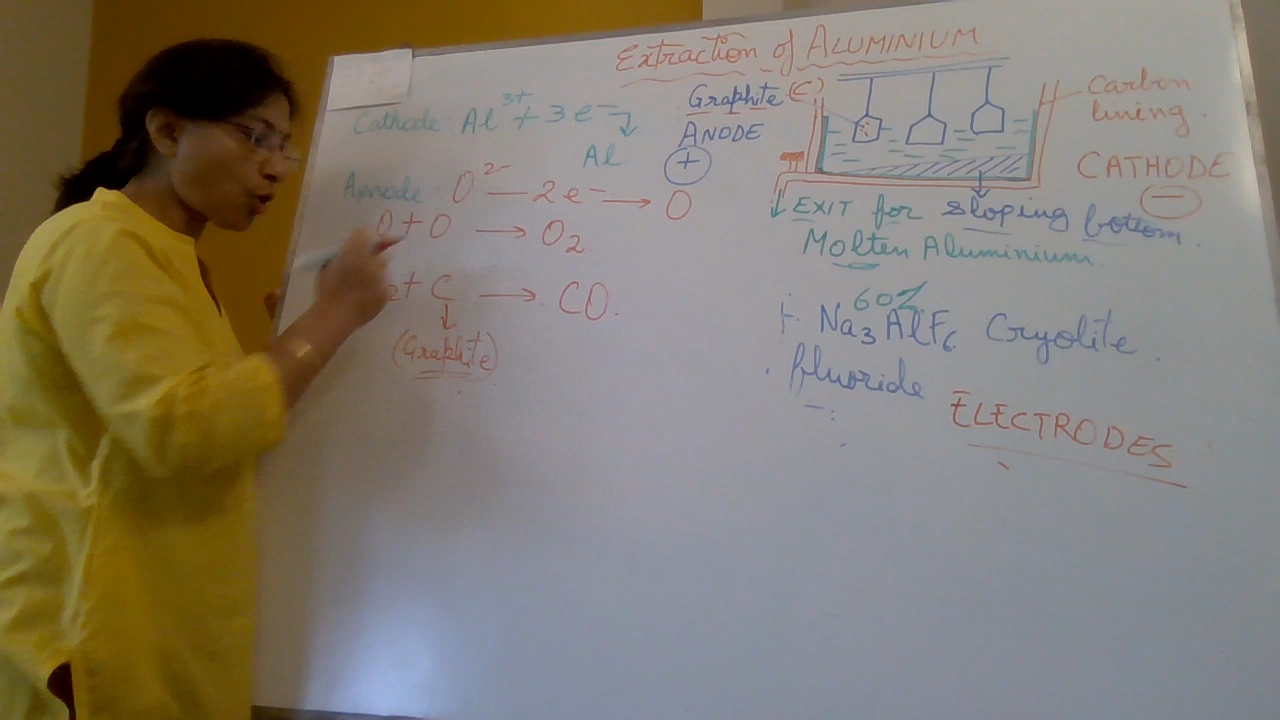 Extraction of ALUMINIUM
Cathode Al³⁺ + 3e⁻ →
Al
Anode O²⁻ — 2e⁻ → O
O + O → O₂
₂ + C → CO.
(Graphite)
Graphite (C)
ANODE
+
Carbon
lining.
CATHODE
−
EXIT for sloping bottom.
Molten Aluminium.
60%
Na₃AlF₆ Cryolite.
fluoride
ELECTRODES